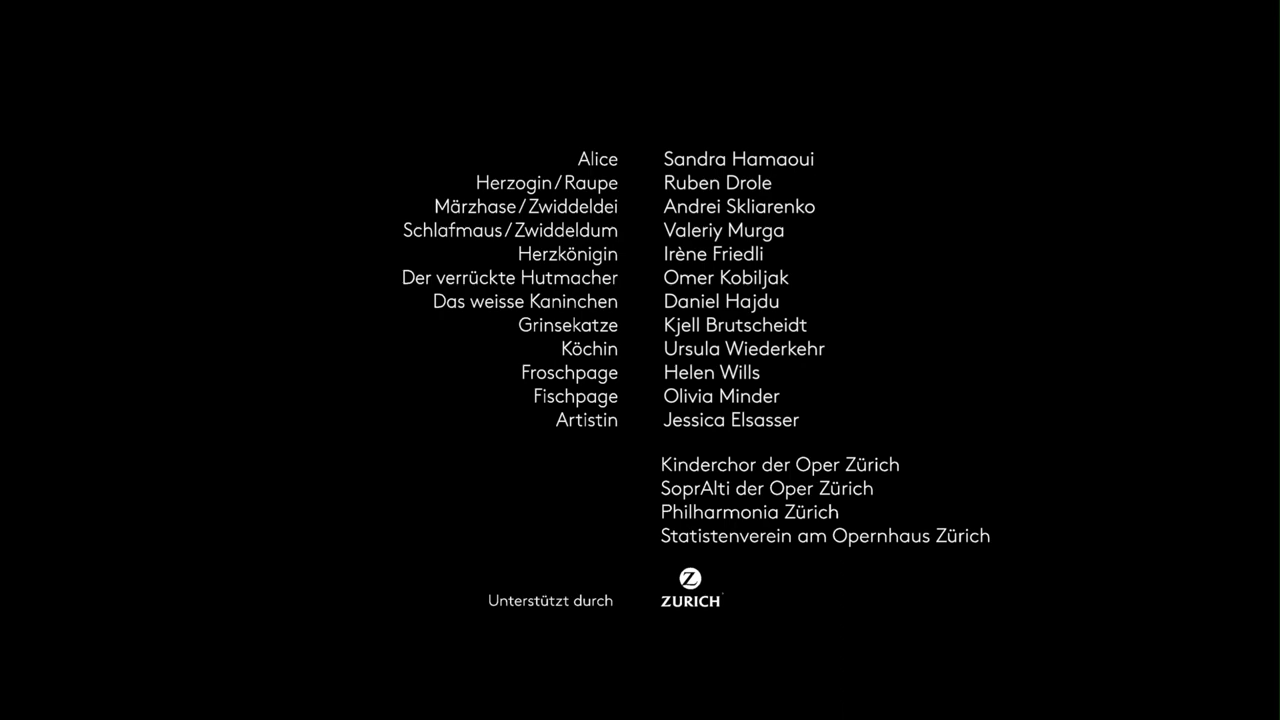 Alice Sandra Hamaoui
Herzogin/Raupe Ruben Drole
Märzhase/Zwiddeldei Andrei Skliarenko
Schlafmaus/Zwiddeldum Valeriy Murga
Herzkönigin Irène Friedli
Der verrückte Hutmacher Omer Kobiljak
Das weisse Kaninchen Daniel Hajdu
Grinsekatze Kjell Brutscheidt
Köchin Ursula Wiederkehr
Froschpage Helen Wills
Fischpage Olivia Minder
Artistin Jessica Elsasser
Kinderchor der Oper Zürich
SoprAlti der Oper Zürich
Philharmonia Zürich
Statistenverein am Opernhaus Zürich
Z
Unterstützt durch ZURICH